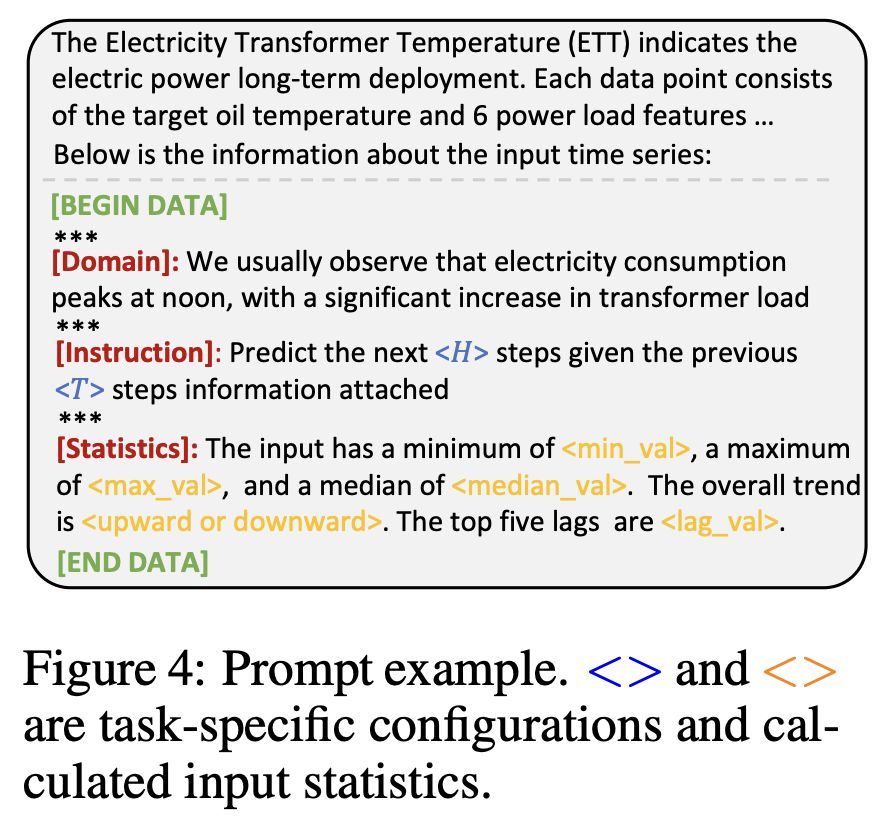 The Electricity Transformer Temperature (ETT) indicates the
electric power long-term deployment. Each data point consists
of the target oil temperature and 6 power load features ...
Below is the information about the input time series:
[BEGIN DATA]
***
[Domain]: We usually observe that electricity consumption
peaks at noon, with a significant increase in transformer load
***
[Instruction]: Predict the next <H> steps given the previous
<T> steps information attached
***
[Statistics]: The input has a minimum of <min_val>, a maximum
of <max_val>, and a median of <median_val>. The overall trend
is <upward or downward>. The top five lags are <lag_val>.
[END DATA]
Figure 4: Prompt example. <> and <>
are task-specific configurations and cal-
culated input statistics.